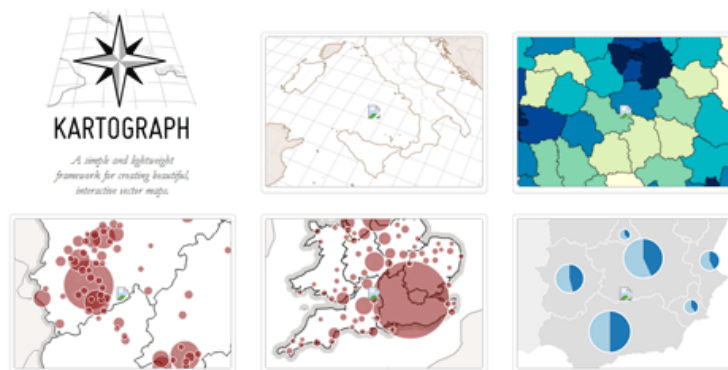 KARTOGRAPH
A simple and lightweight
framework for creating beautiful,
interactive vector maps.